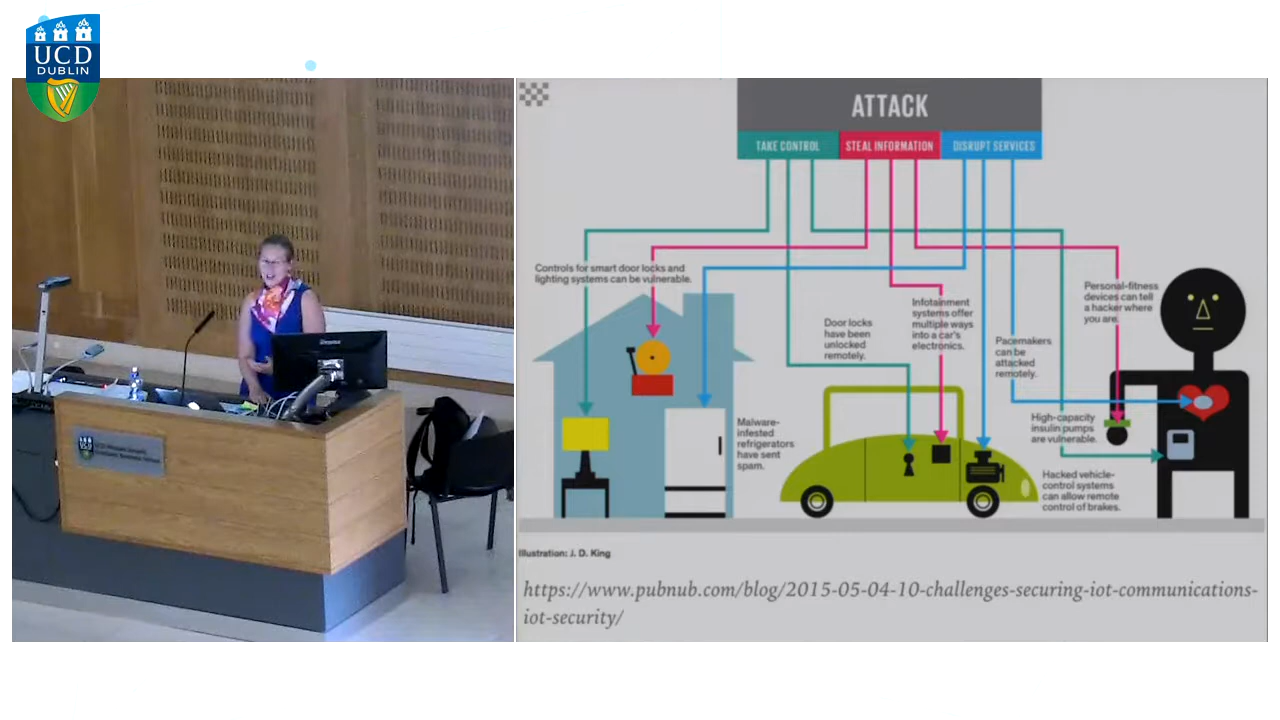 UCD
DUBLIN
ATTACK
TAKE CONTROL
STEAL INFORMATION
DISRUPT SERVICES
Controls for smart door locks and
lighting systems can be vulnerable.
Malware-
infested
refrigerators
have sent
spam.
Door locks
have been
unlocked
remotely.
Infotainment
systems offer
multiple ways
into a car's
electronics.
Pacemakers
can be
attacked
remotely.
Personal-fitness
devices can tell
a hacker where
you are.
High-capacity
insulin pumps
are vulnerable.
Hacked vehicle-
control systems
can allow remote
control of brakes.
Illustration: J. D. King
https://www.pubnub.com/blog/2015-05-04-10-challenges-securing-iot-communications-
iot-security/